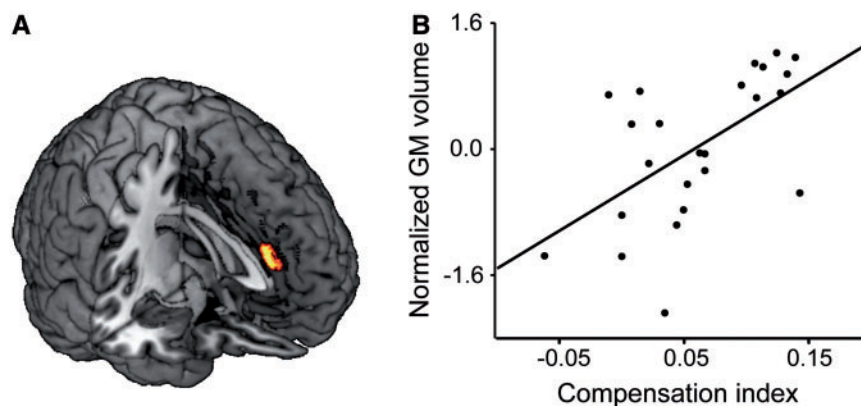 A
B
Normalized GM volume
1.6
0.0
-1.6
-0.05
0.05
0.15
Compensation index